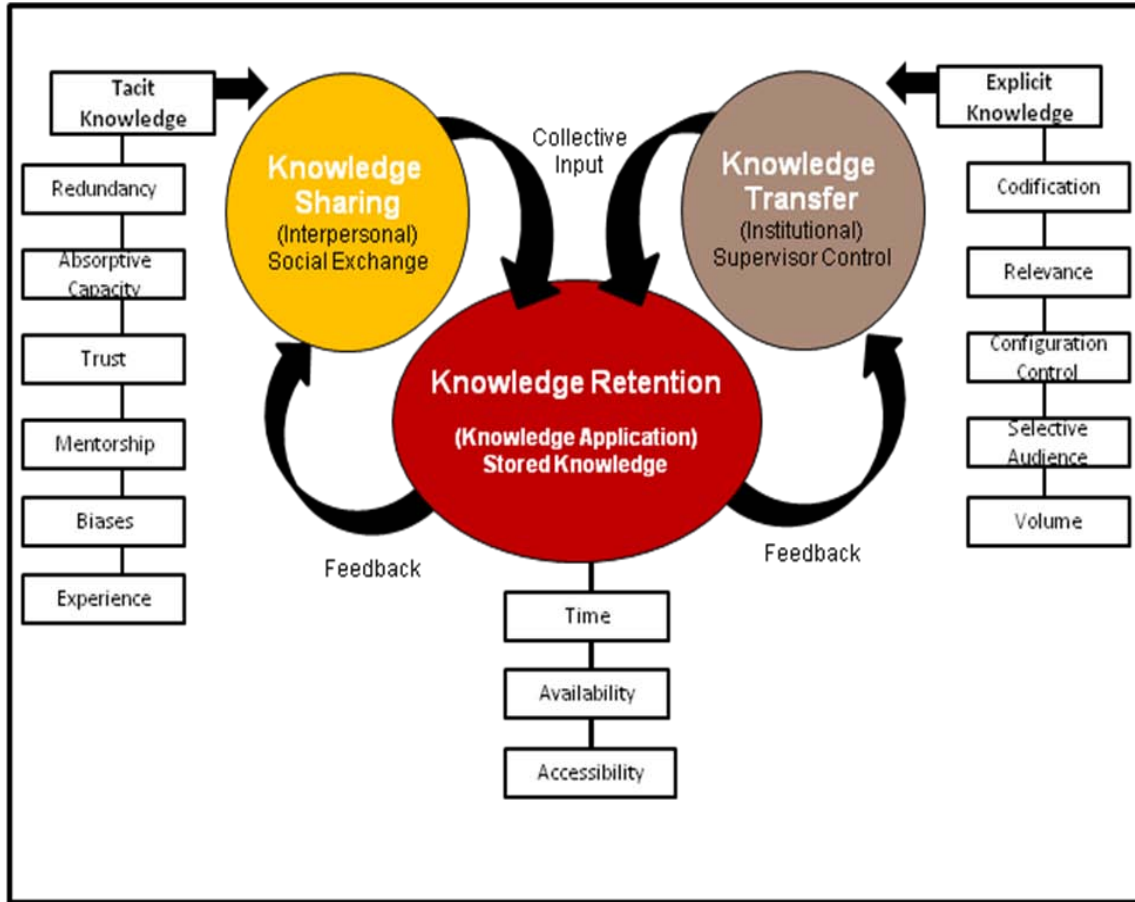 Tacit
Knowledge
Redundancy
Absorptive
Capacity
Trust
Mentorship
Biases
Experience
Knowledge
Sharing
(Interpersonal)
Social Exchange
Collective
Input
Knowledge
Transfer
(Institutional)
Supervisor Control
Explicit
Knowledge
Codification
Relevance
Configuration
Control
Selective
Audience
Volume
Knowledge Retention
(Knowledge Application)
Stored Knowledge
Feedback
Feedback
Time
Availability
Accessibility